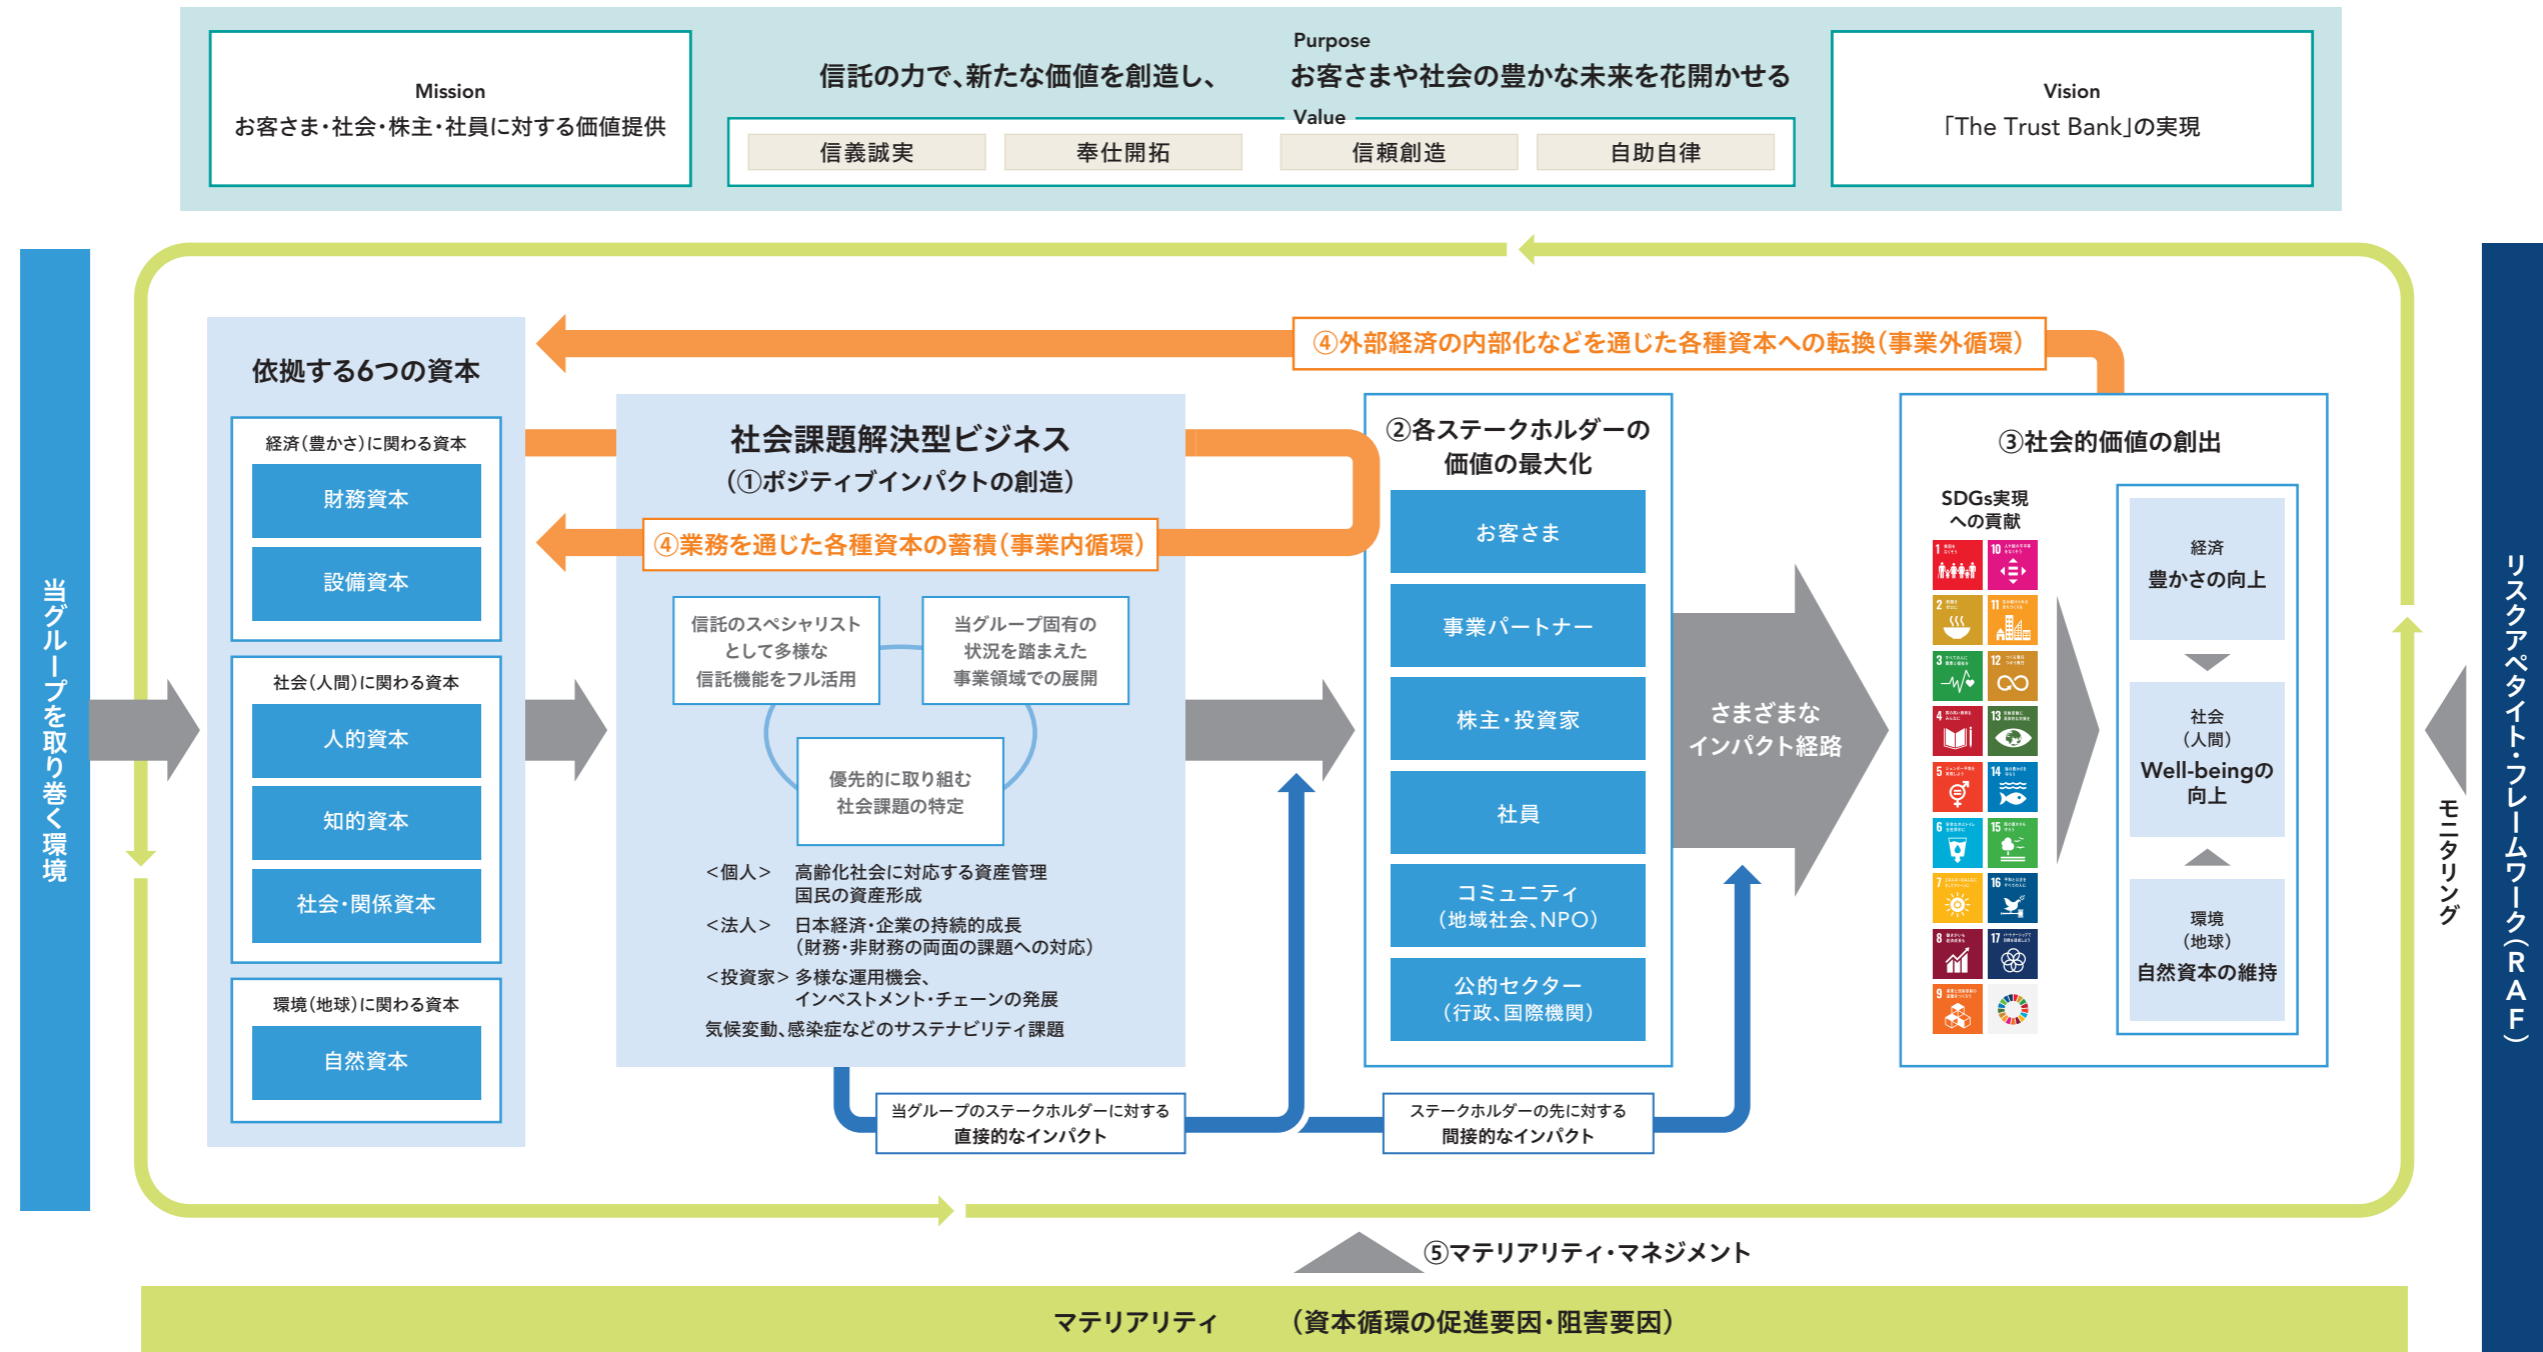 Mission
お客さま・社会・株主・社員に対する価値提供
Purpose
信託の力で、新たな価値を創造し、 お客さまや社会の豊かな未来を花開かせる
Value
信義誠実
奉仕開拓
信頼創造
自助自律
Vision
「The Trust Bank」の実現
当グループを取り巻く環境
依拠する6つの資本
経済（豊かさ）に関わる資本
財務資本
設備資本
社会（人間）に関わる資本
人的資本
知的資本
社会・関係資本
環境（地球）に関わる資本
自然資本
④外部経済の内部化などを通じた各種資本への転換（事業外循環）
社会課題解決型ビジネス
（①ポジティブインパクトの創造）
④業務を通じた各種資本の蓄積（事業内循環）
信託のスペシャリスト
として多様な
信託機能をフル活用
当グループ固有の
状況を踏まえた
事業領域での展開
優先的に取り組む
社会課題の特定
＜個人＞ 高齢化社会に対応する資産管理
国民の資産形成
＜法人＞ 日本経済・企業の持続的成長
（財務・非財務の両面の課題への対応）
＜投資家＞ 多様な運用機会、
インベストメント・チェーンの発展
気候変動、感染症などのサステナビリティ課題
当グループのステークホルダーに対する
直接的なインパクト
ステークホルダーの先に対する
間接的なインパクト
②各ステークホルダーの
価値の最大化
お客さま
事業パートナー
株主・投資家
社員
コミュニティ
（地域社会、NPO）
公的セクター
（行政、国際機関）
さまざまな
インパクト経路
③社会的価値の創出
SDGs実現
への貢献
1
10
2
11
3
12
4
13
5
14
6
15
7
16
8
17
9
経済
豊かさの向上
社会
（人間）
Well-beingの
向上
環境
（地球）
自然資本の維持
モニタリング
リスクアペタイト・フレームワーク（RAF）
⑤マテリアリティ・マネジメント
マテリアリティ （資本循環の促進要因・阻害要因）